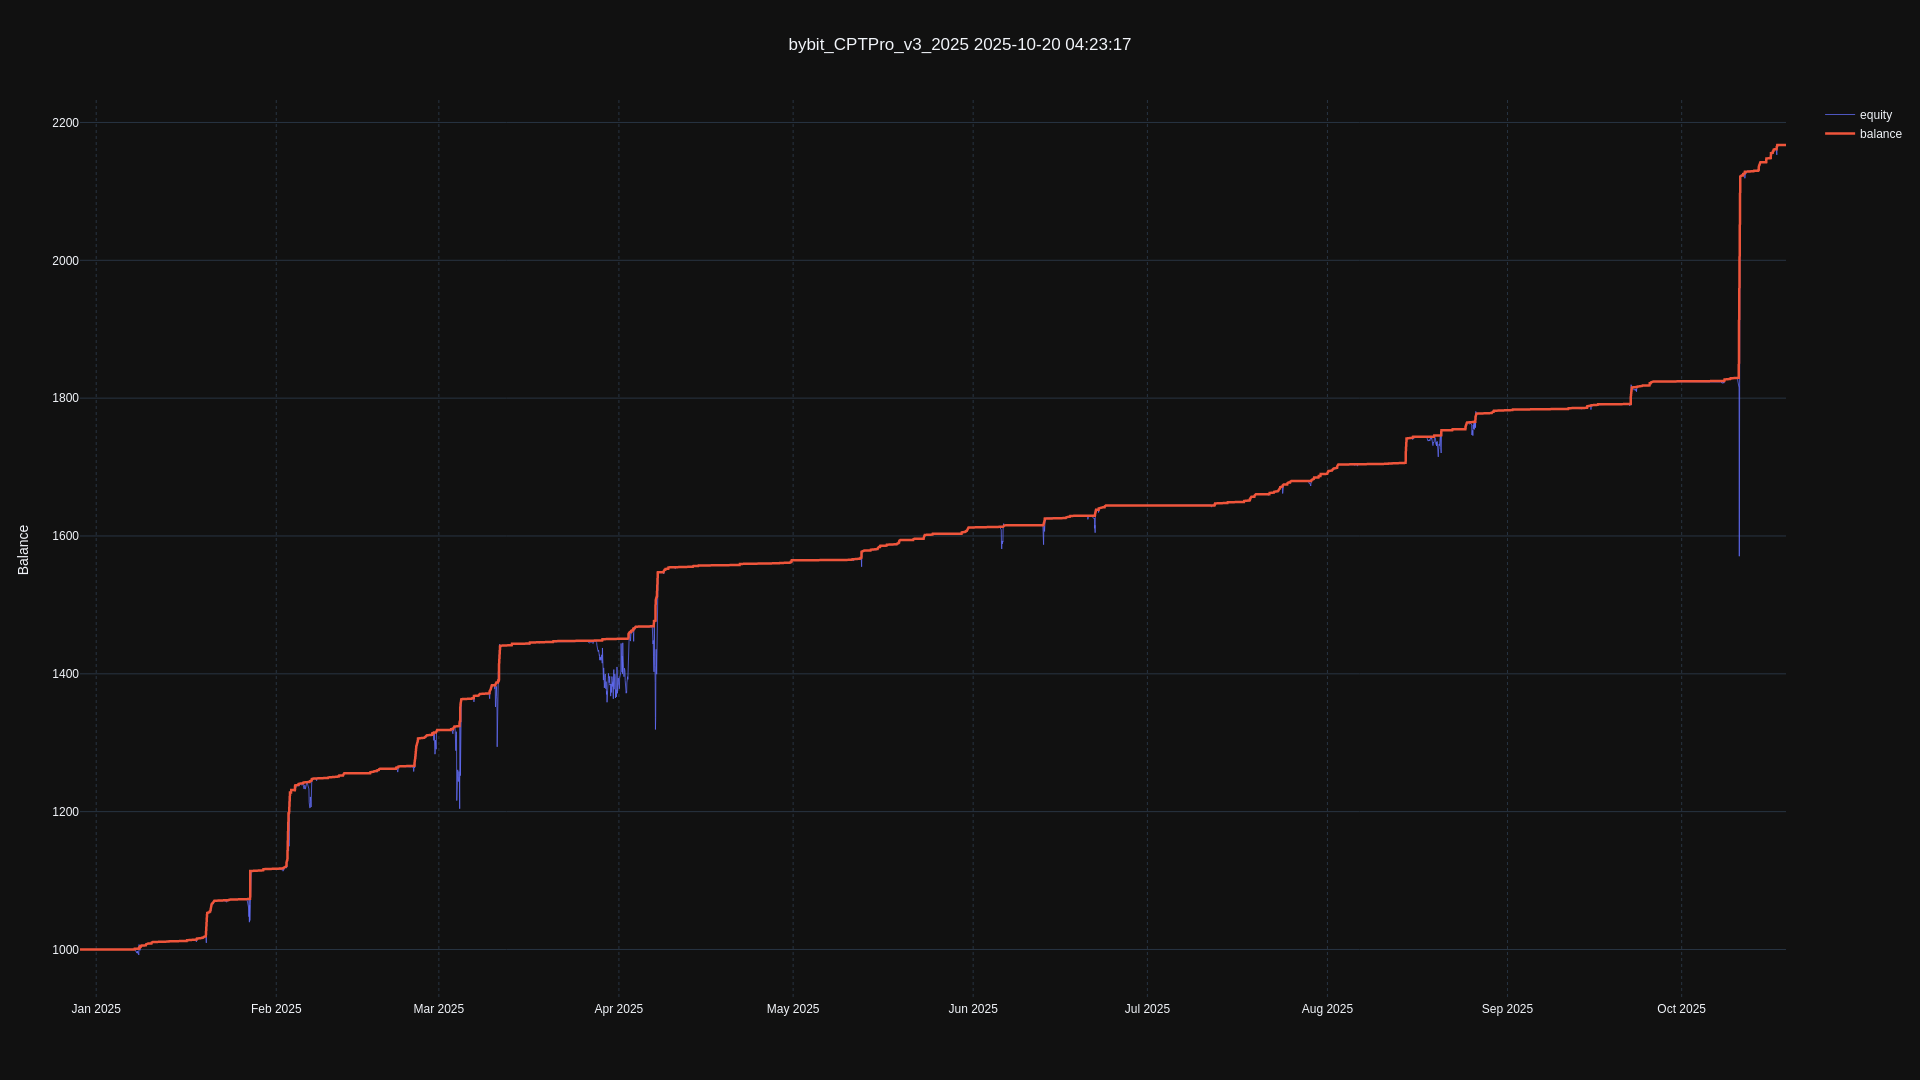 bybit_CPTPro_v3_2025 2025-10-20 04:23:17
equity
balance
Balance
2200
2000
1800
1600
1400
1200
1000
Jan 2025
Feb 2025
Mar 2025
Apr 2025
May 2025
Jun 2025
Jul 2025
Aug 2025
Sep 2025
Oct 2025